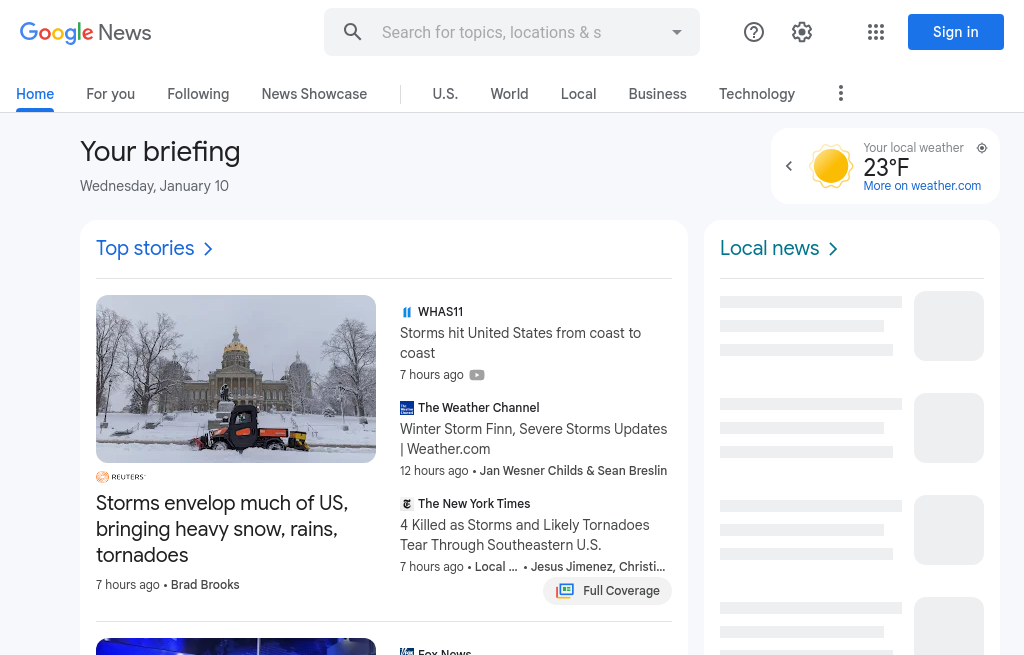 Google News
Search for topics, locations & s
Sign in
Home
For you
Following
News Showcase
U.S.
World
Local
Business
Technology
Your briefing
Wednesday, January 10
Your local weather
23°F
More on weather.com
Top stories
Local news
REUTERS
Storms envelop much of US,
bringing heavy snow, rains,
tornadoes
7 hours ago • Brad Brooks
WHAS11
Storms hit United States from coast to
coast
7 hours ago
The Weather Channel
Winter Storm Finn, Severe Storms Updates
| Weather.com
12 hours ago • Jan Wesner Childs & Sean Breslin
The New York Times
4 Killed as Storms and Likely Tornadoes
Tear Through Southeastern U.S.
7 hours ago • Local ... • Jesus Jimenez, Christi...
Full Coverage
Fox News